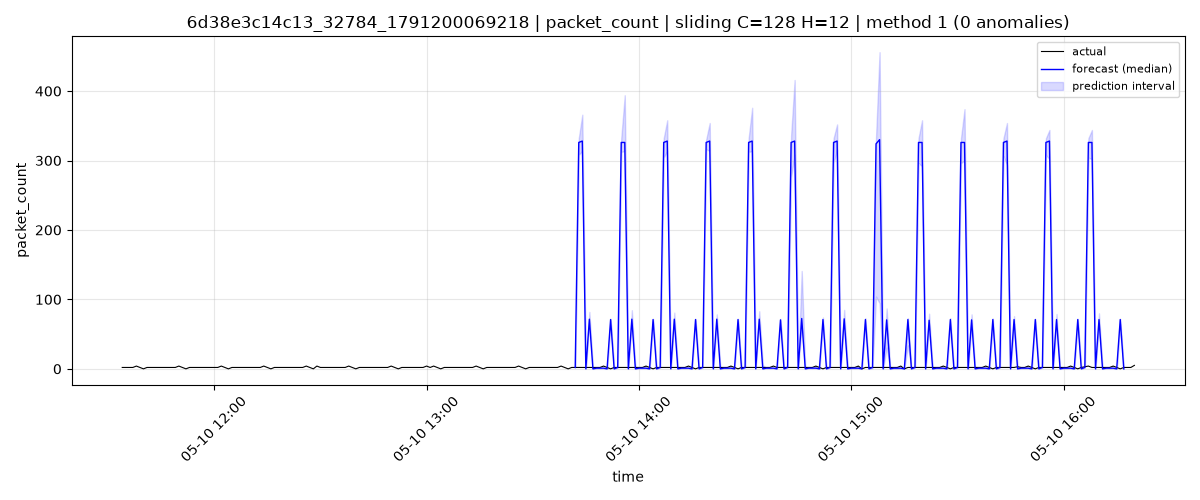 6d38e3c14c13_32784_1791200069218 | packet_count | sliding C=128 H=12 | method 1 (0 anomalies)
actual
forecast (median)
prediction interval
packet_count
400
300
200
100
0
05-10 12:00
05-10 13:00
05-10 14:00
05-10 15:00
05-10 16:00
time